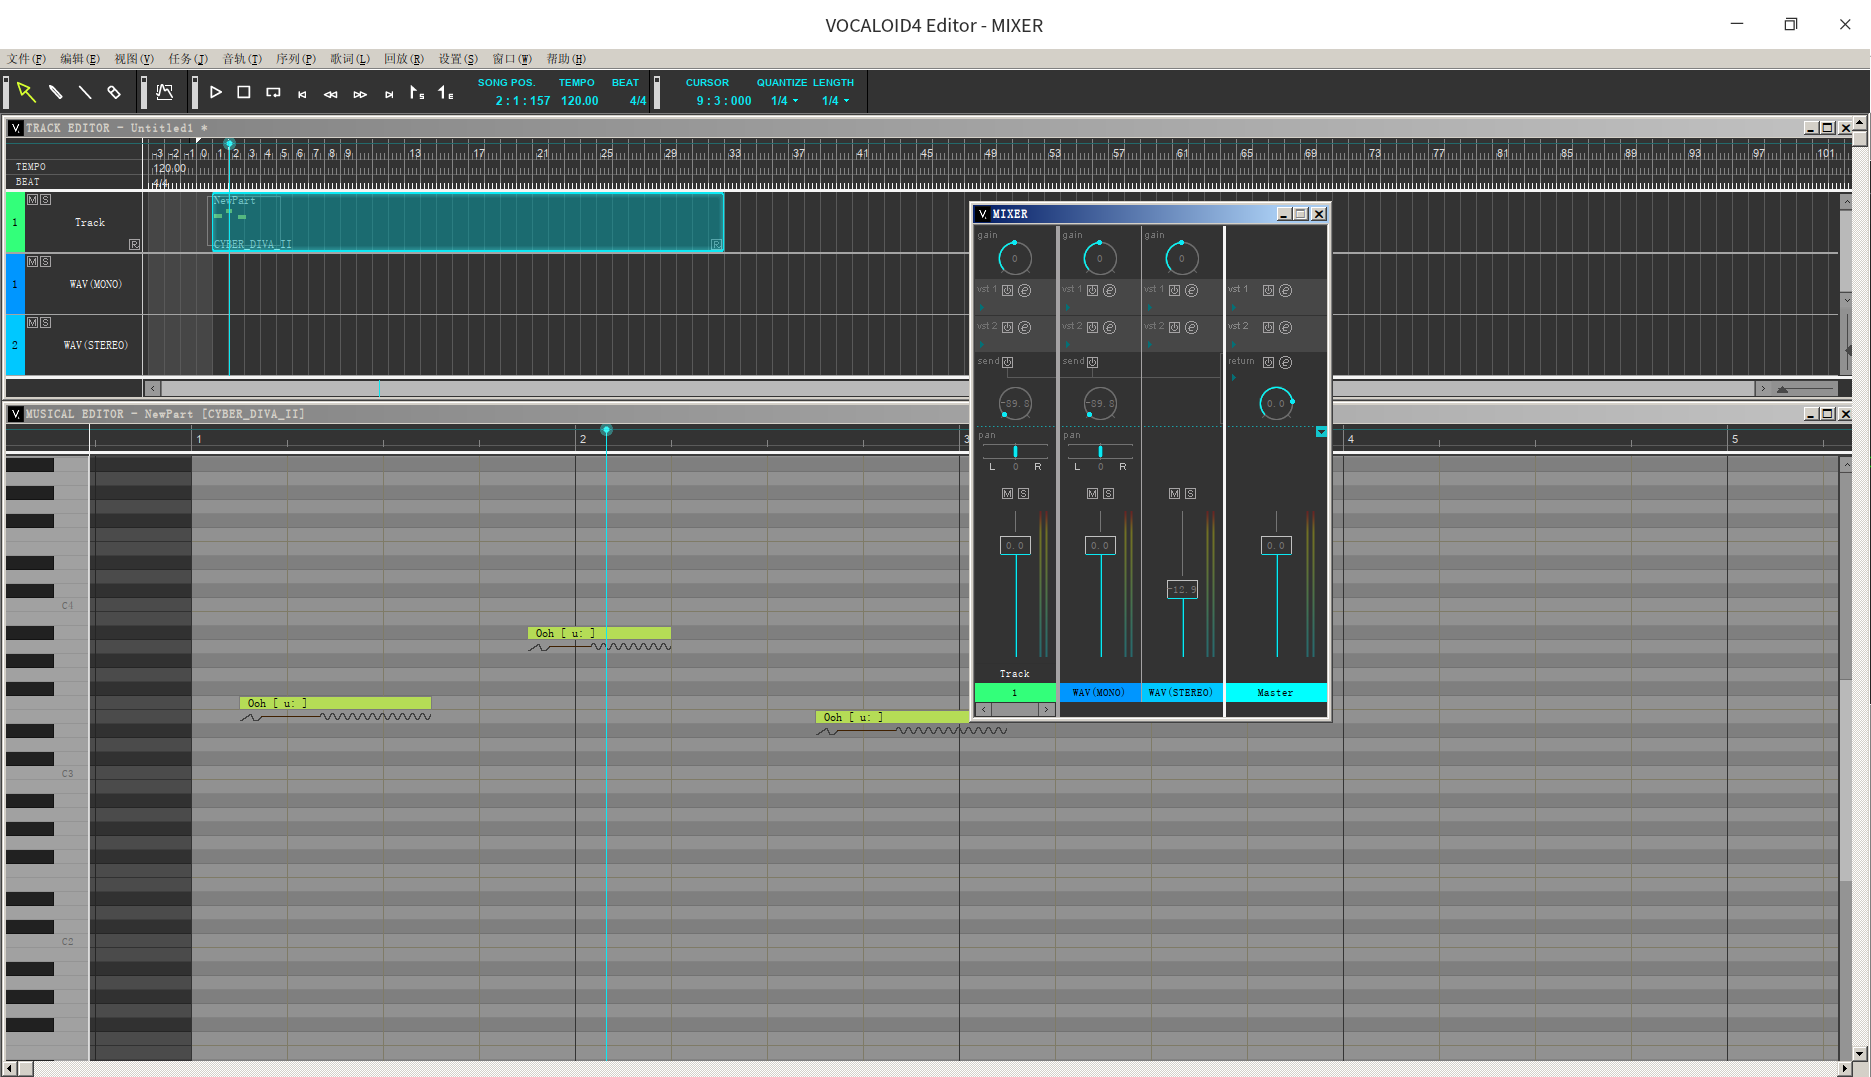 VOCALOID4 Editor - MIXER
文件(F) 编辑(E) 视图(V) 任务(J) 音轨(T) 序列(P) 歌词(L) 回放(R) 设置(S) 窗口(W) 帮助(H)
SONG POS. TEMPO BEAT CURSOR QUANTIZE LENGTH
2 : 1 : 157 120.00 4/4 9 : 3 : 000 1/4 1/4
TRACK EDITOR - Untitled1 *
-3 -2 -1 0 1 2 3 4 5 6 7 8 9 13 17 21 25 29 33 37 41 45 49 53 57 61 65 69 73 77 81 85 89 93 97 101
TEMPO 120.00
BEAT 4/4
M S NewPart
1 Track
R CYBER_DIVA_II R
M S
1 WAV(MONO)
M S
2 WAV(STEREO)
MUSICAL EDITOR - NewPart [CYBER_DIVA_II]
1 2 3 4 5
C4
Ooh [ u: ]
Ooh [ u: ]
Ooh [ u: ]
C3
C2
MIXER
gain gain gain
0 0 0
vst 1 e vst 1 e vst 1 e vst 1 e
vst 2 e vst 2 e vst 2 e vst 2 e
send send return e
-89.8 -89.8 0.0
pan pan
L 0 R L 0 R
M S M S M S
0.0 0.0 0.0
-12.9
Track
1 WAV(MONO) WAV(STEREO) Master